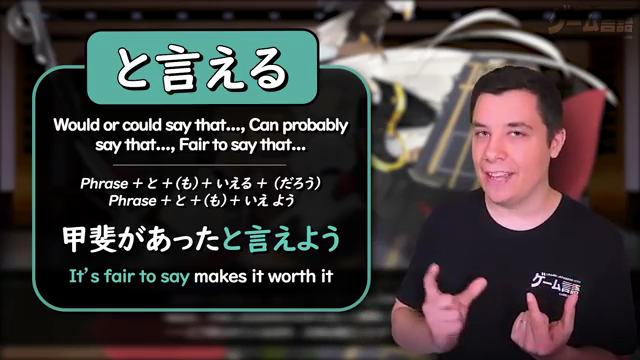 ゲーム言語
と言える
Would or could say that..., Can probably
say that..., Fair to say that...
Phrase + と + (も) + いえる + (だろう)
Phrase + と + (も) + いえ よう
甲斐があったと言えよう
It's fair to say makes it worth it
ゲーム言語